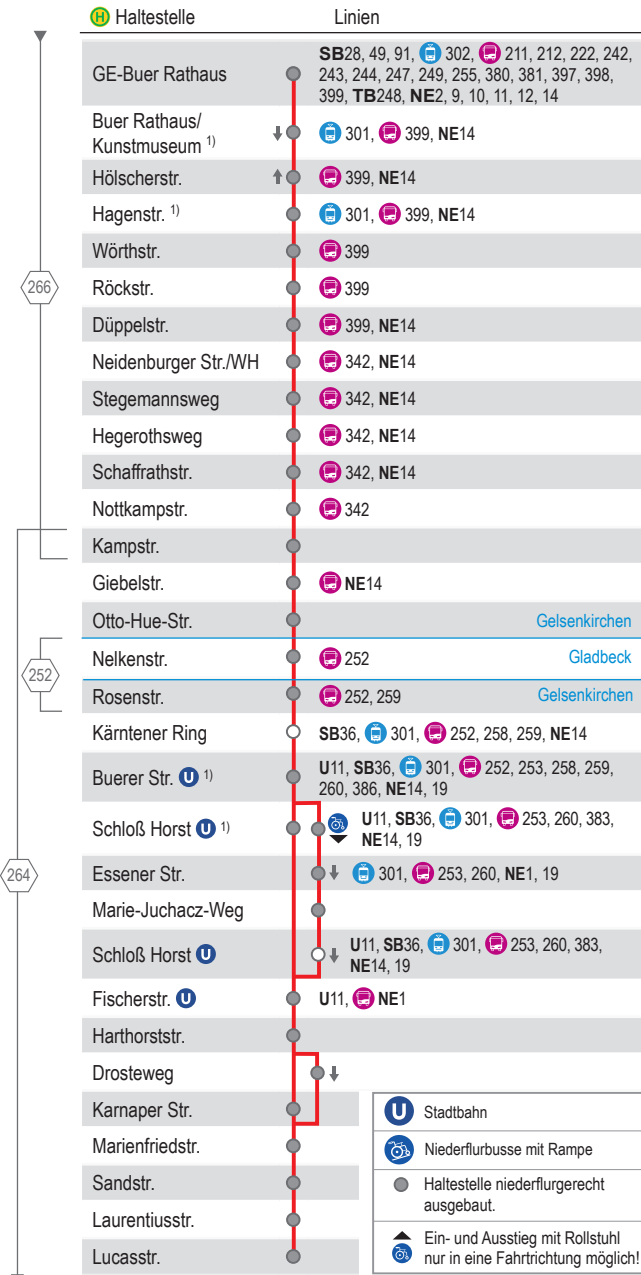 H Haltestelle Linien
GE-Buer Rathaus SB28, 49, 91, 302, 211, 212, 222, 242,
243, 244, 247, 249, 255, 380, 381, 397, 398,
399, TB248, NE2, 9, 10, 11, 12, 14
Buer Rathaus/
Kunstmuseum 1) 301, 399, NE14
Hölscherstr. 399, NE14
Hagenstr. 1) 301, 399, NE14
Wörthstr. 399
266
Röckstr. 399
Düppelstr. 399, NE14
Neidenburger Str./WH 342, NE14
Stegemannsweg 342, NE14
Hegerothsweg 342, NE14
Schaffrathstr. 342, NE14
Nottkampstr. 342
Kampstr.
Giebelstr. NE14
Otto-Hue-Str. Gelsenkirchen
Nelkenstr. 252 Gladbeck
252
Rosenstr. 252, 259 Gelsenkirchen
Kärntener Ring SB36, 301, 252, 258, 259, NE14
Buerer Str. U 1) U11, SB36, 301, 252, 253, 258, 259,
260, 386, NE14, 19
Schloß Horst U 1) U11, SB36, 301, 253, 260, 383,
NE14, 19
264
Essener Str. 301, 253, 260, NE1, 19
Marie-Juchacz-Weg
Schloß Horst U U11, SB36, 301, 253, 260, 383,
NE14, 19
Fischerstr. U U11, NE1
Harthorststr.
Drosteweg
Karnaper Str.
Marienfriedstr.
Sandstr.
Laurentiusstr.
Lucasstr.
U Stadtbahn
Niederflurbusse mit Rampe
Haltestelle niederflurgerecht
ausgebaut.
Ein- und Ausstieg mit Rollstuhl
nur in eine Fahrtrichtung möglich!